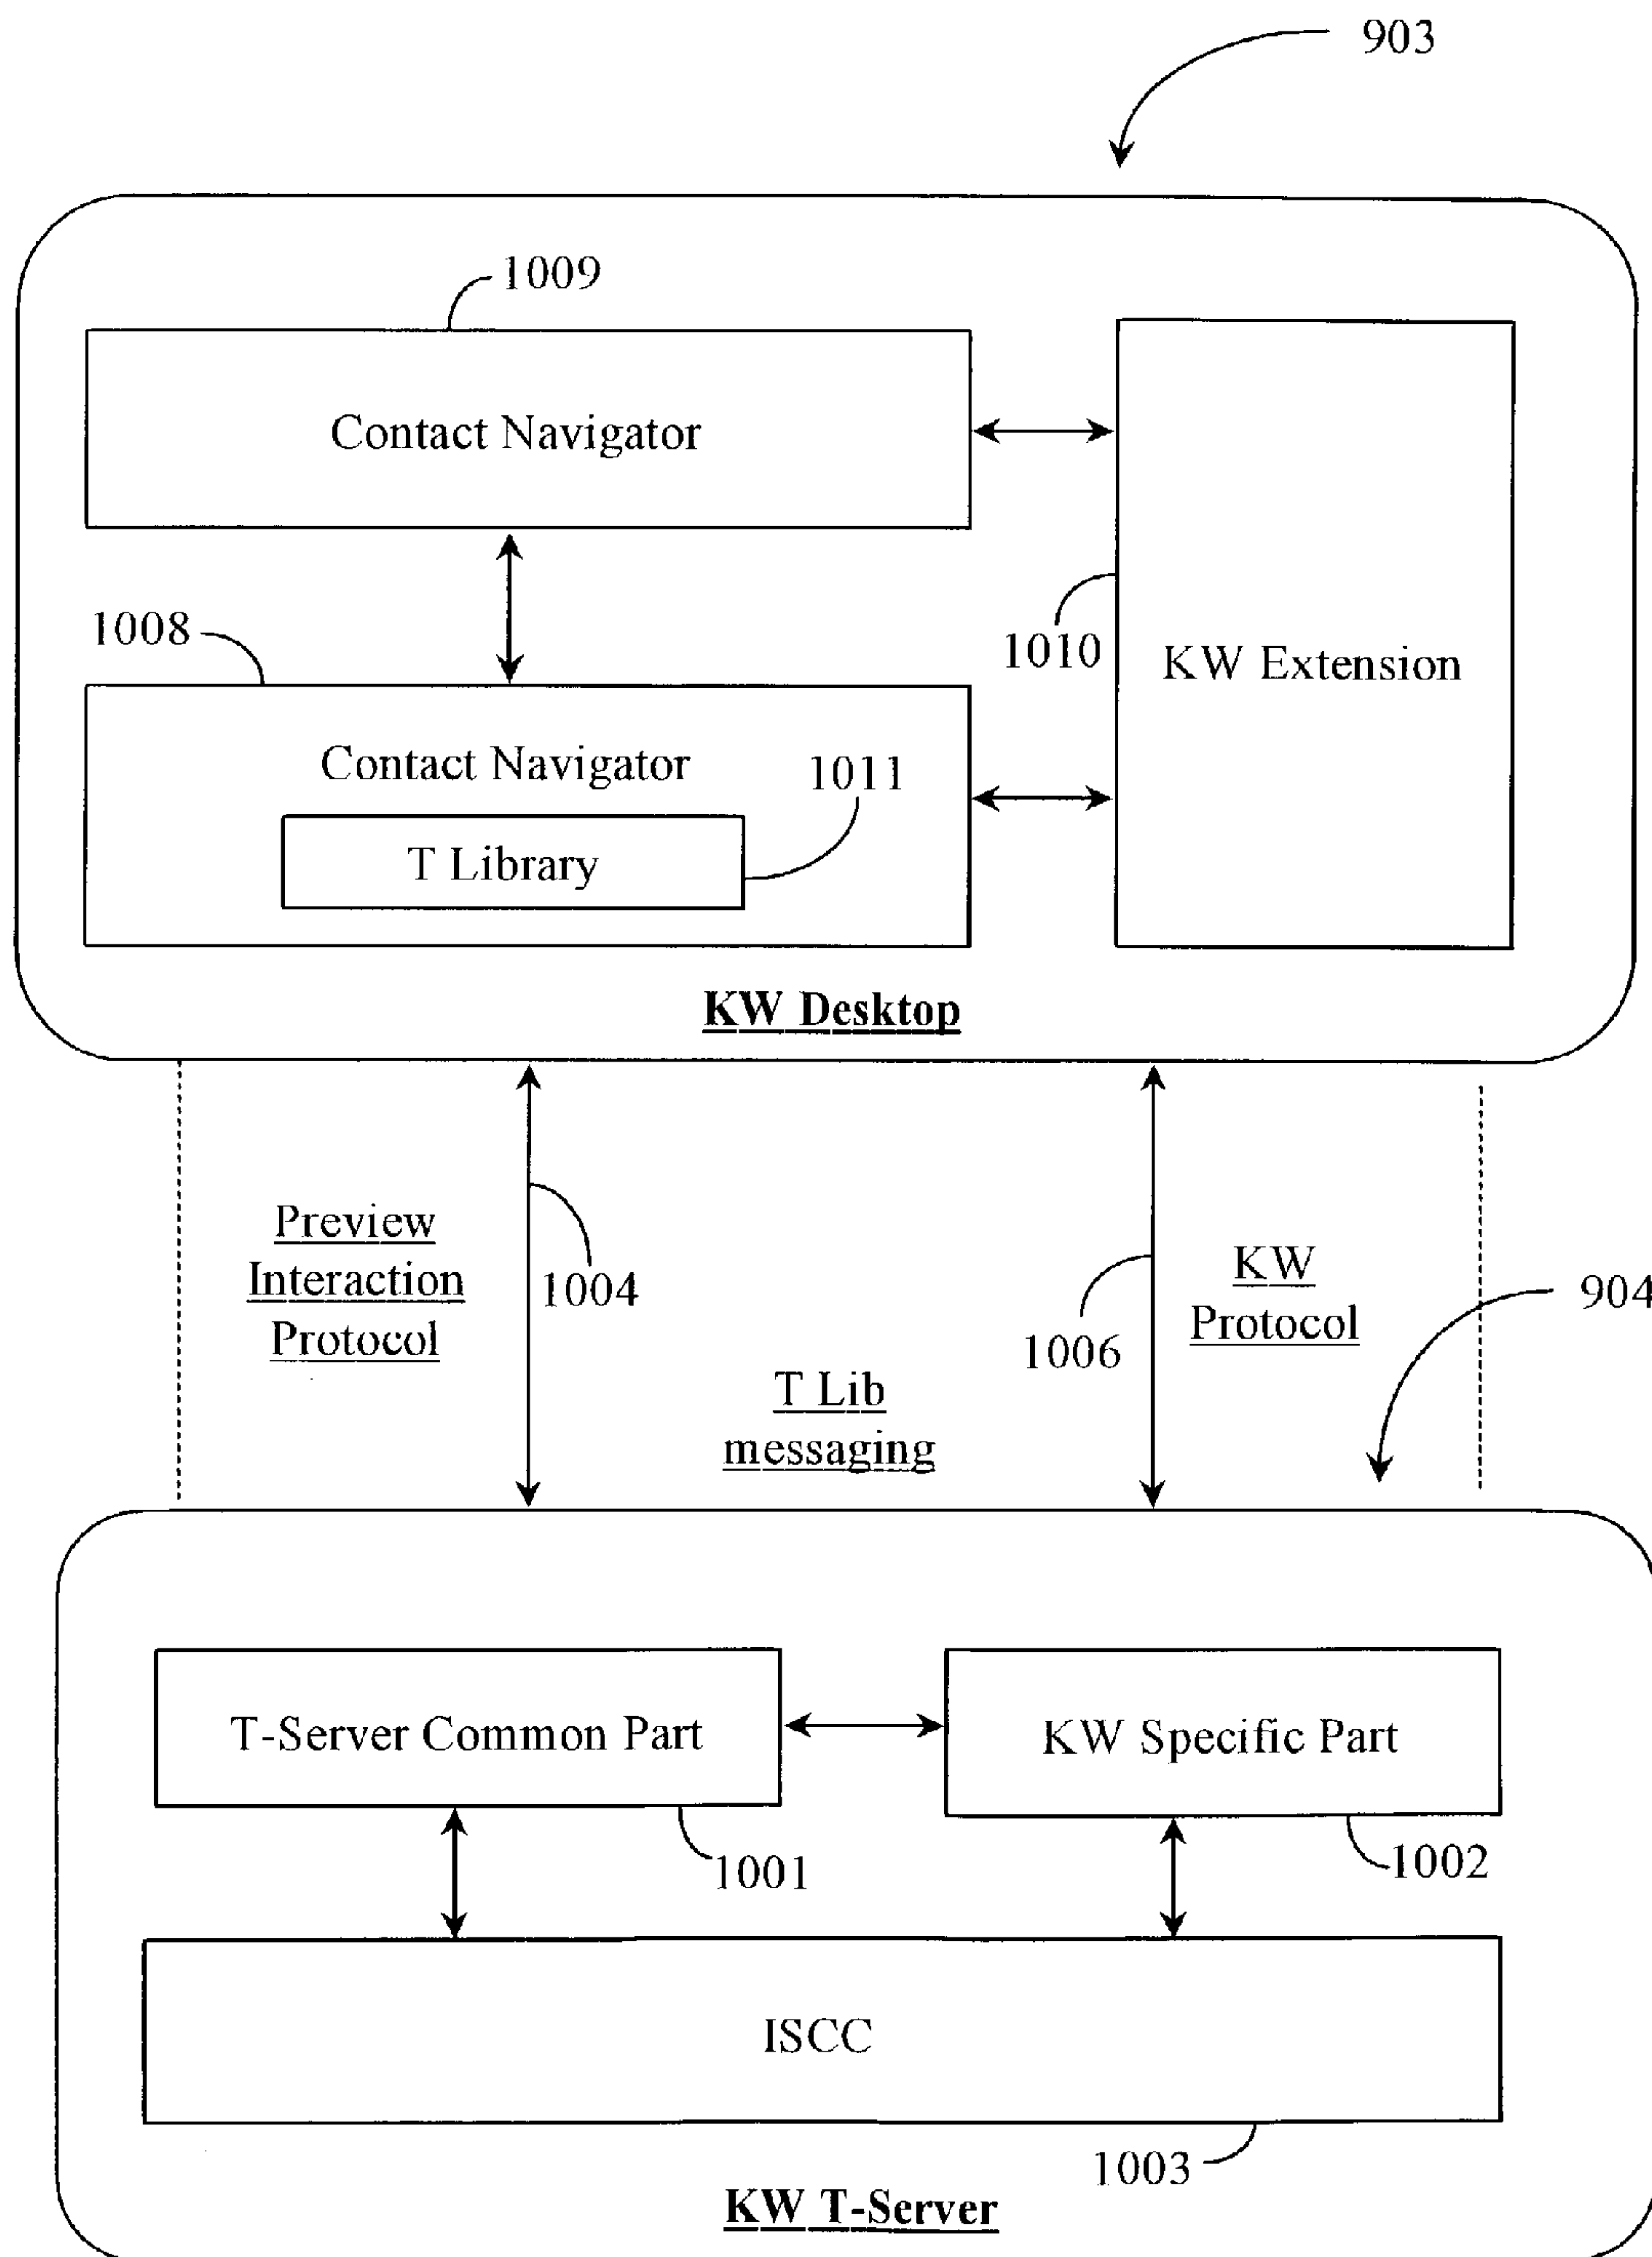 903
1009
Contact Navigator
1008
1010
KW Extension
Contact Navigator
1011
T Library
KW Desktop
Preview
Interaction
Protocol
1004
1006
KW
Protocol
904
T Lib
messaging
T-Server Common Part
KW Specific Part
1001
1002
ISCC
1003
KW T-Server